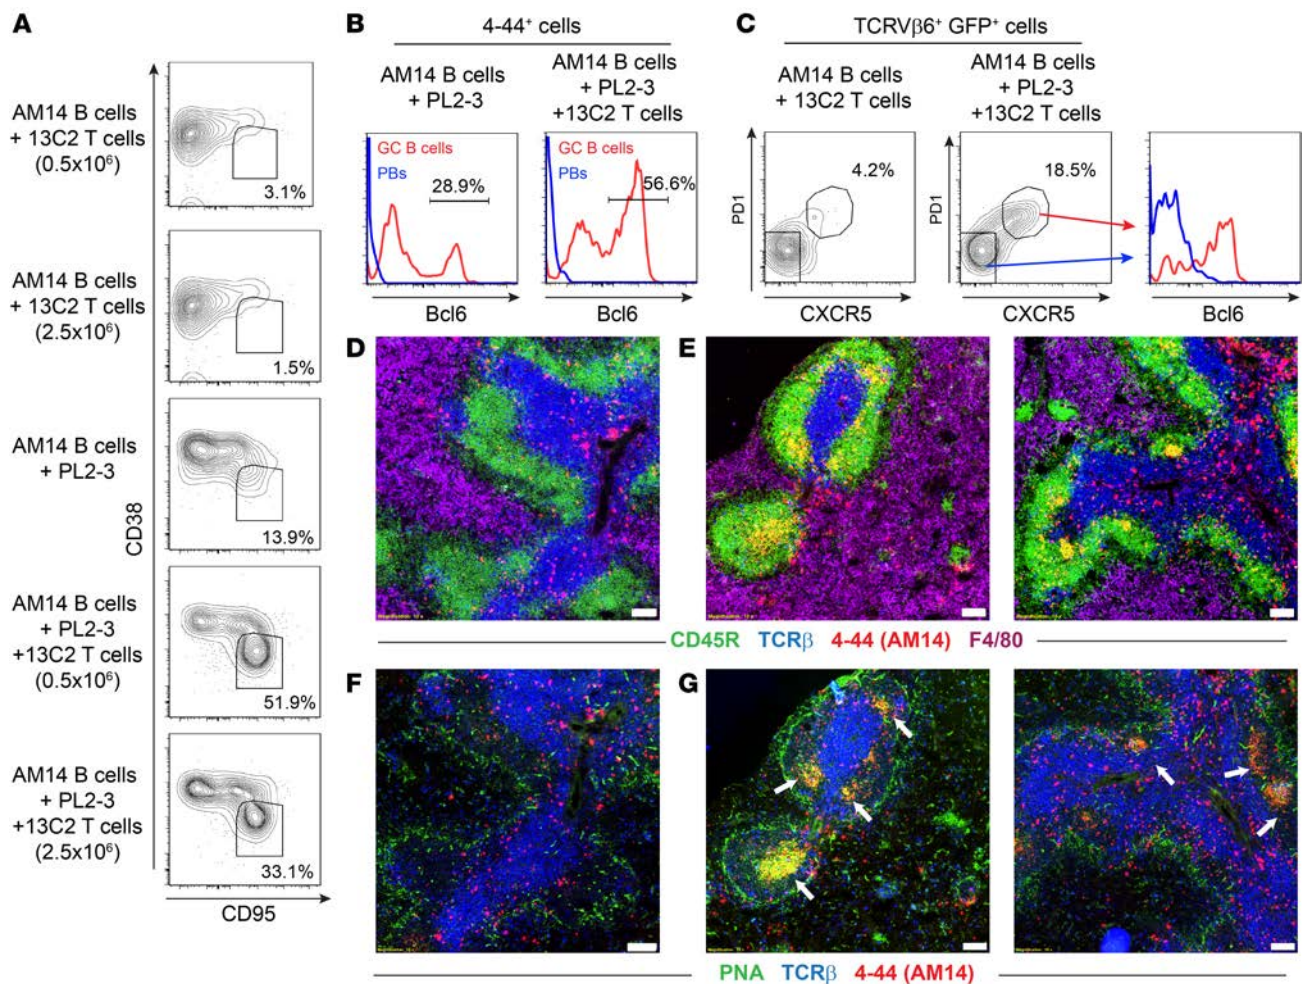 A
AM14 B cells
+ 13C2 T cells
(0.5x10⁶)
3.1%
AM14 B cells
+ 13C2 T cells
(2.5x10⁶)
1.5%
AM14 B cells
+ PL2-3
13.9%
AM14 B cells
+ PL2-3
+13C2 T cells
(0.5x10⁶)
51.9%
AM14 B cells
+ PL2-3
+13C2 T cells
(2.5x10⁶)
33.1%
CD38
CD95
B
4-44⁺ cells
AM14 B cells
+ PL2-3
GC B cells
PBs
28.9%
Bcl6
AM14 B cells
+ PL2-3
+13C2 T cells
GC B cells
PBs
56.6%
Bcl6
C
TCRVβ6⁺ GFP⁺ cells
AM14 B cells
+ 13C2 T cells
4.2%
PD1
CXCR5
AM14 B cells
+ PL2-3
+13C2 T cells
18.5%
PD1
CXCR5
Bcl6
D
E
CD45R TCRβ 4-44 (AM14) F4/80
F
G
PNA TCRβ 4-44 (AM14)